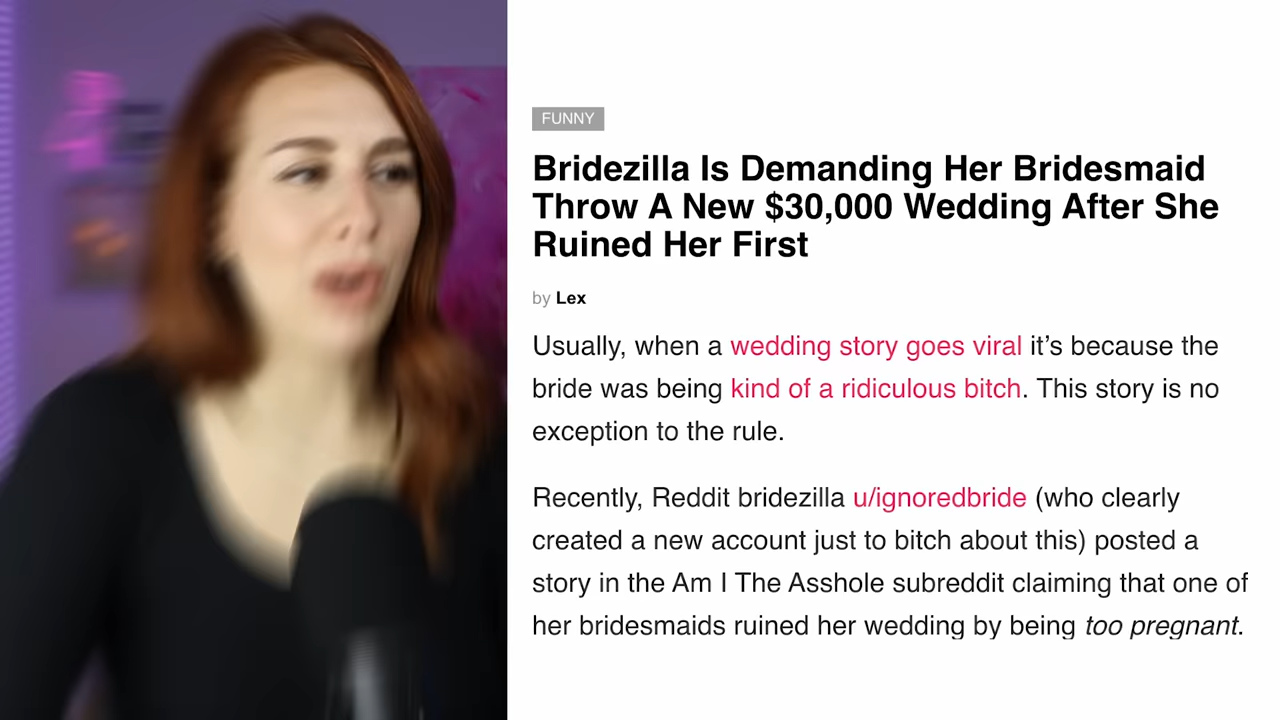 FUNNY
Bridezilla Is Demanding Her Bridesmaid
Throw A New $30,000 Wedding After She
Ruined Her First
by Lex
Usually, when a wedding story goes viral it’s because the
bride was being kind of a ridiculous bitch. This story is no
exception to the rule.
Recently, Reddit bridezilla u/ignoredbride (who clearly
created a new account just to bitch about this) posted a
story in the Am I The Asshole subreddit claiming that one of
her bridesmaids ruined her wedding by being too pregnant.